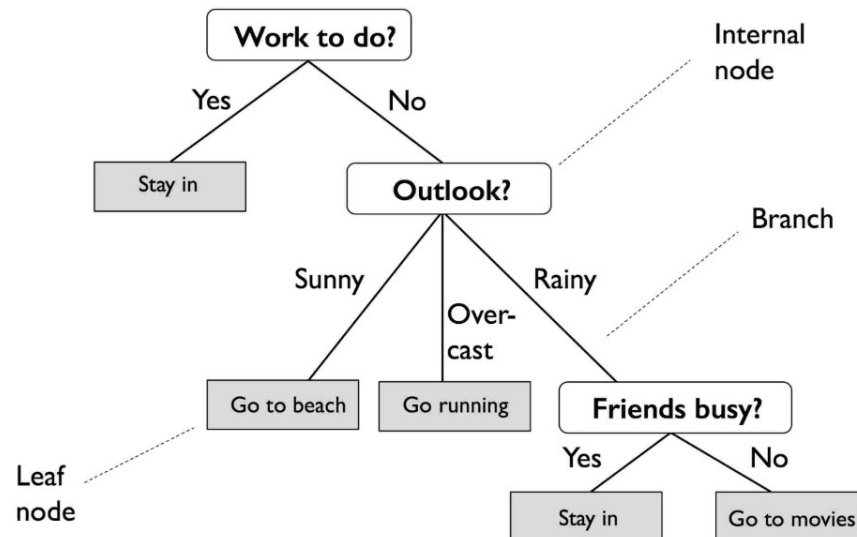 Work to do?
Internal
node
Yes
No
Stay in
Outlook?
Branch
Sunny
Over-
cast
Rainy
Go to beach
Go running
Friends busy?
Leaf
node
Yes
No
Stay in
Go to movies